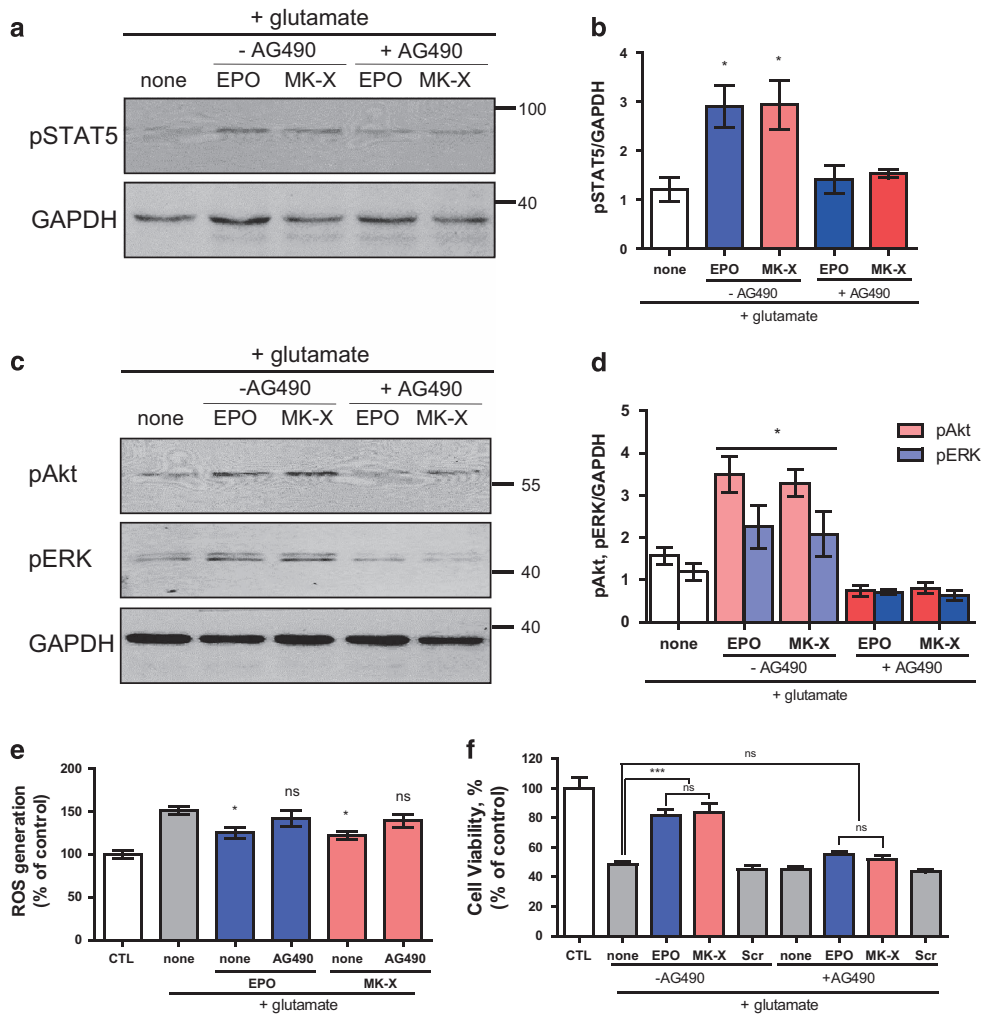 a
+ glutamate
- AG490 + AG490
none EPO MK-X EPO MK-X
pSTAT5
100
GAPDH
40
b
pSTAT5/GAPDH
4
3
2
1
0
* *
none EPO MK-X EPO MK-X
- AG490 + AG490
+ glutamate
c
+ glutamate
-AG490 + AG490
none EPO MK-X EPO MK-X
pAkt
55
pERK
40
GAPDH
40
d
pAkt, pERK/GAPDH
5
4
3
2
1
0
*
pAkt
pERK
none EPO MK-X EPO MK-X
- AG490 + AG490
+ glutamate
e
ROS generation
(% of control)
200
150
100
50
0
* ns * ns
CTL none none AG490 none AG490
EPO MK-X
+ glutamate
f
Cell Viability, %
(% of control)
120
100
80
60
40
20
0
ns
***
ns
ns
CTL none EPO MK-X Scr none EPO MK-X Scr
-AG490 +AG490
+ glutamate